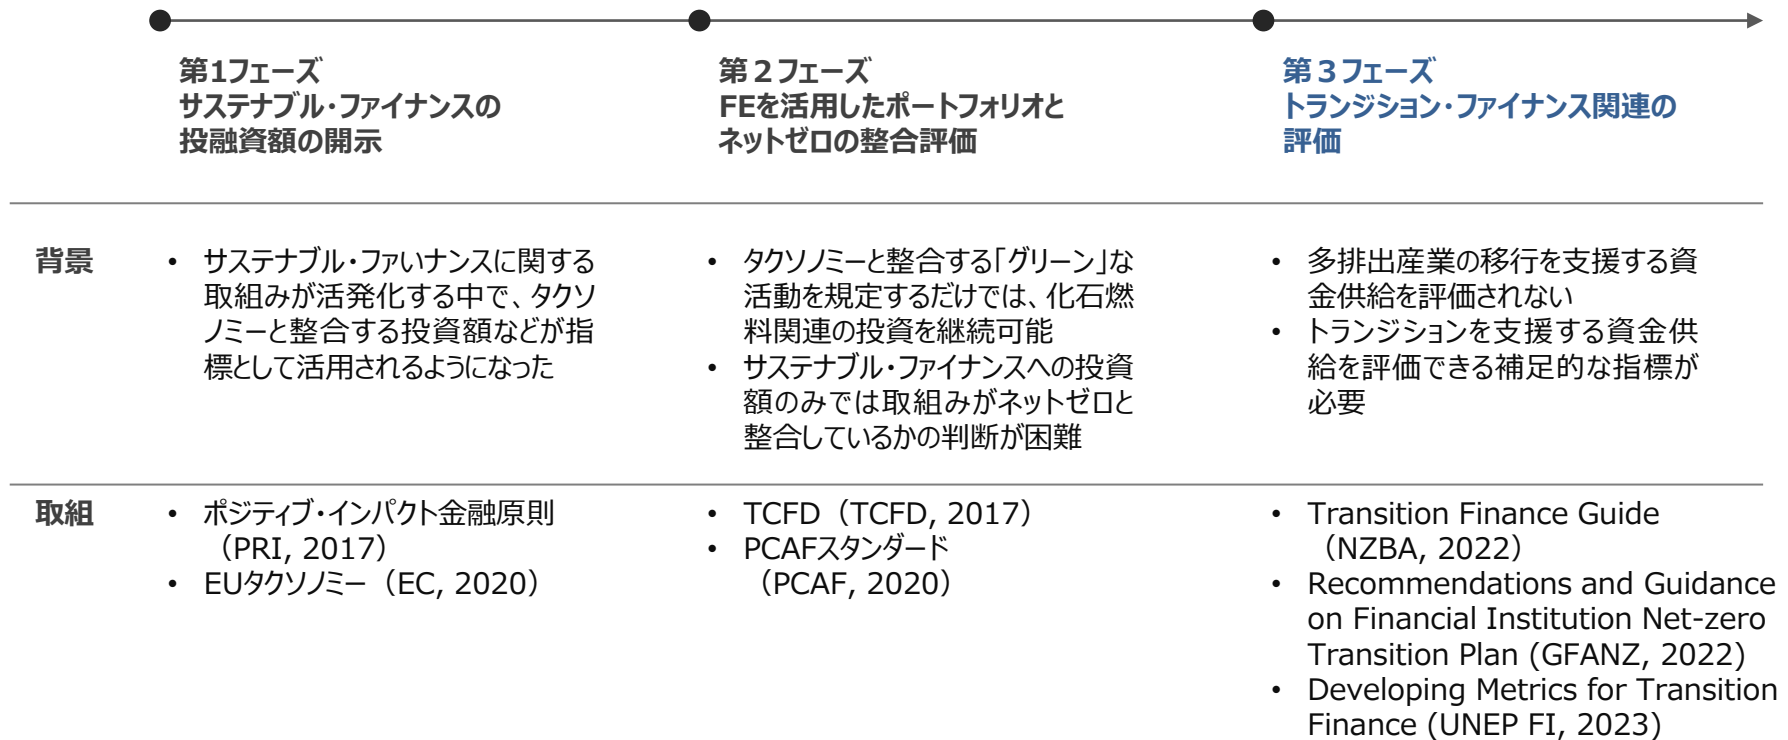 第1フェーズ
サステナブル・ファイナンスの
投融資額の開示
第２フェーズ
FEを活用したポートフォリオと
ネットゼロの整合評価
第３フェーズ
トランジション・ファイナンス関連の
評価
背景
• サステナブル・ファぃナンスに関する
取組みが活発化する中で、タクソ
ノミーと整合する投資額などが指
標として活用されるようになった
• タクソノミーと整合する「グリーン」な
活動を規定するだけでは、化石燃
料関連の投資を継続可能
• サステナブル・ファイナンスへの投資
額のみでは取組みがネットゼロと
整合しているかの判断が困難
• 多排出産業の移行を支援する資
金供給を評価されない
• トランジションを支援する資金供
給を評価できる補足的な指標が
必要
取組
• ポジティブ・インパクト金融原則
（PRI, 2017）
• EUタクソノミー（EC, 2020）
• TCFD（TCFD, 2017）
• PCAFスタンダード
（PCAF, 2020）
• Transition Finance Guide
（NZBA, 2022）
• Recommendations and Guidance
on Financial Institution Net-zero
Transition Plan (GFANZ, 2022)
• Developing Metrics for Transition
Finance (UNEP FI, 2023)